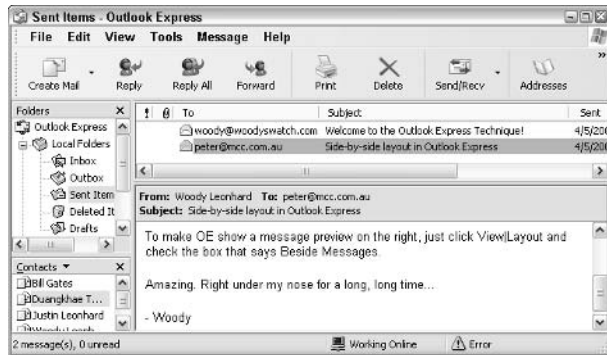 Sent Items - Outlook Express
File Edit View Tools Message Help
Create Mail Reply Reply All Forward Print Delete Send/Recv Addresses
Folders
Outlook Express
Local Folders
Inbox
Outbox
Sent Item
Deleted It
Drafts
To Subject Sent
woody@woodyswatch.com Welcome to the Outlook Express Technique! 4/5/200
peter@mcc.com.au Side-by-side layout in Outlook Express 4/5/200
From: Woody Leonhard To: peter@mcc.com.au
Subject: Side-by-side layout in Outlook Express
To make OE show a message preview on the right, just click View|Layout and
check the box that says Beside Messages.
Amazing. Right under my nose for a long, long time...
- Woody
Contacts
Bill Gates
Duangkhae T...
Justin Leonhard
2 message(s), 0 unread Working Online Error